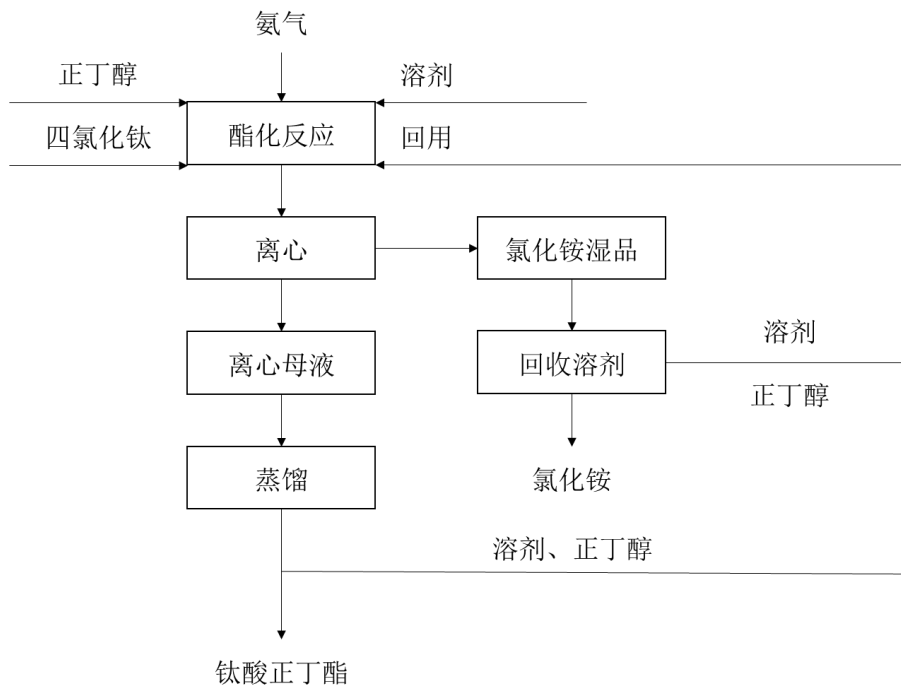 氨气
正丁醇
溶剂
四氯化钛
酯化反应
回用
离心
氯化铵湿品
离心母液
回收溶剂
溶剂
正丁醇
蒸馏
氯化铵
溶剂、正丁醇
钛酸正丁酯